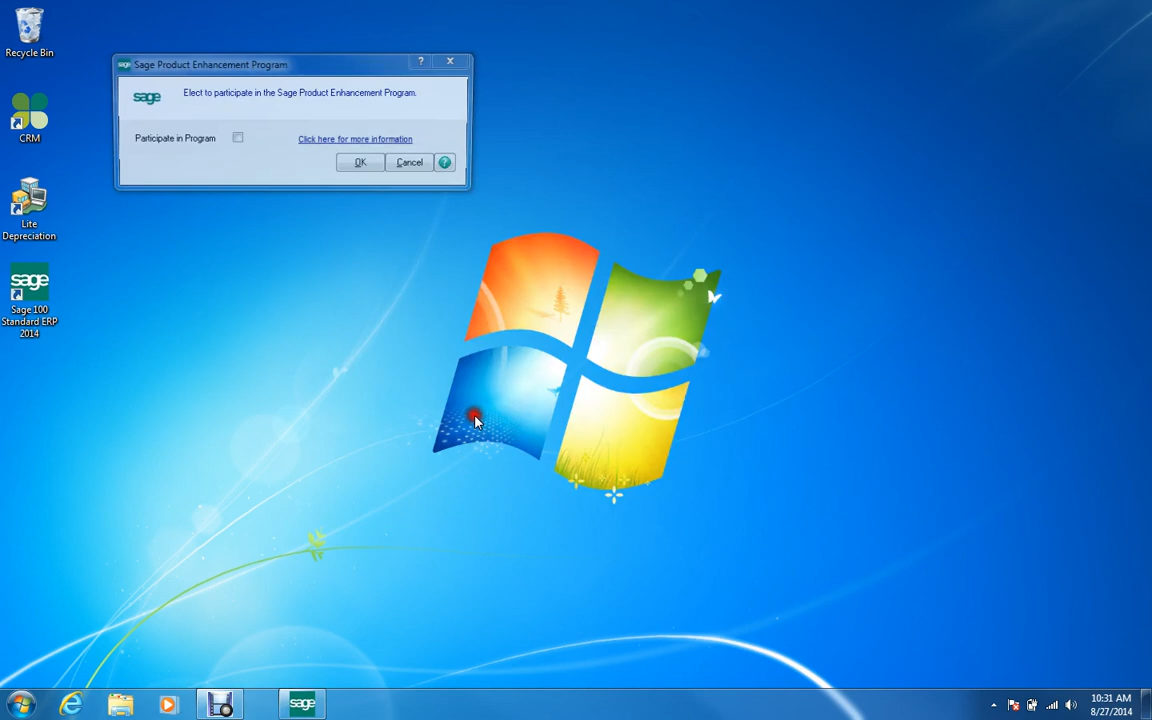 Recycle Bin
CRM
Lite
Depreciation
sage
Sage 100
Standard ERP
2014
sage
Sage Product Enhancement Program
?
sage
Elect to participate in the Sage Product Enhancement Program.
Participate in Program
Click here for more information
OK
Cancel
?
sage
10:31 AM
8/27/2014